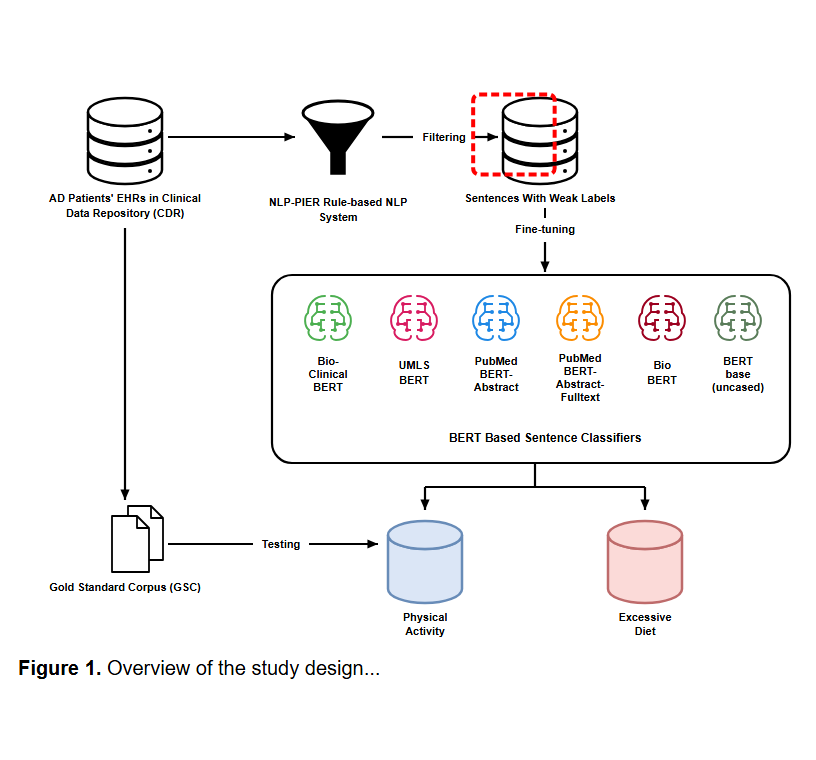 Filtering
AD Patients' EHRs in Clinical
Data Repository (CDR)
NLP-PIER Rule-based NLP
System
Sentences With Weak Labels
Fine-tuning
Bio-
Clinical
BERT
UMLS
BERT
PubMed
BERT-
Abstract
PubMed
BERT-
Abstract-
Fulltext
Bio
BERT
BERT
base
(uncased)
BERT Based Sentence Classifiers
Testing
Gold Standard Corpus (GSC)
Physical
Activity
Excessive
Diet
Figure 1. Overview of the study design...